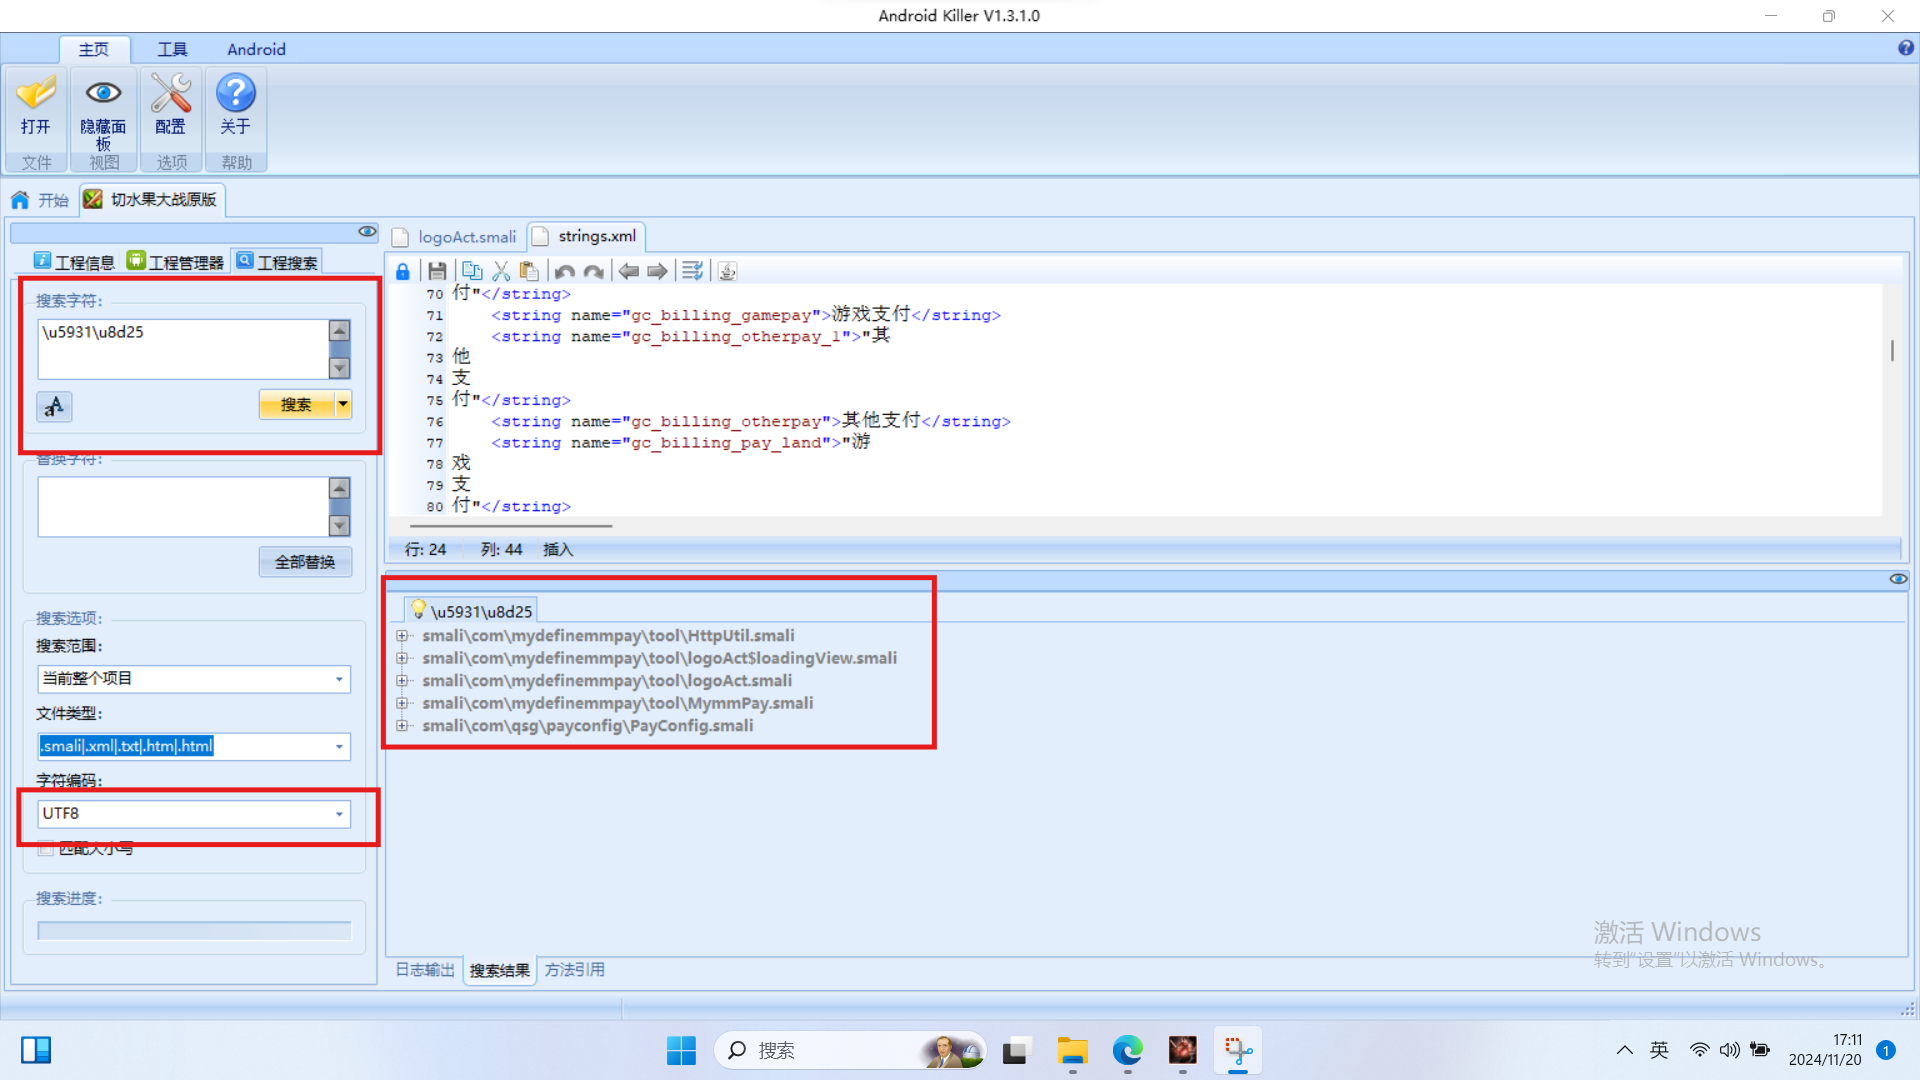 Android Killer V1.3.1.0
主页
工具
Android
打开
隐藏面
板
配置
关于
文件
视图
选项
帮助
开始
切水果大战原版
工程信息
工程管理器
工程搜索
搜索字符:
\u5931\u8d25
搜索
替换字符:
全部替换
搜索选项:
搜索范围:
当前整个项目
文件类型:
.smali|.xml|.txt|.htm|.html
字符编码:
UTF8
匹配大小写
搜索进度:
logoAct.smali
strings.xml
70 付"</string>
71 <string name="gc_billing_gamepay">游戏支付</string>
72 <string name="gc_billing_otherpay_1">"其
73 他
74 支
75 付"</string>
76 <string name="gc_billing_otherpay">其他支付</string>
77 <string name="gc_billing_pay_land">"游
78 戏
79 支
80 付"</string>
行: 24
列: 44
插入
\u5931\u8d25
smali\com\mydefinemmpay\tool\HttpUtil.smali
smali\com\mydefinemmpay\tool\logoAct$loadingView.smali
smali\com\mydefinemmpay\tool\logoAct.smali
smali\com\mydefinemmpay\tool\MymmPay.smali
smali\com\qsg\payconfig\PayConfig.smali
激活 Windows
转到"设置"以激活 Windows。
日志输出
搜索结果
方法引用
搜索
英
17:11
2024/11/20
1